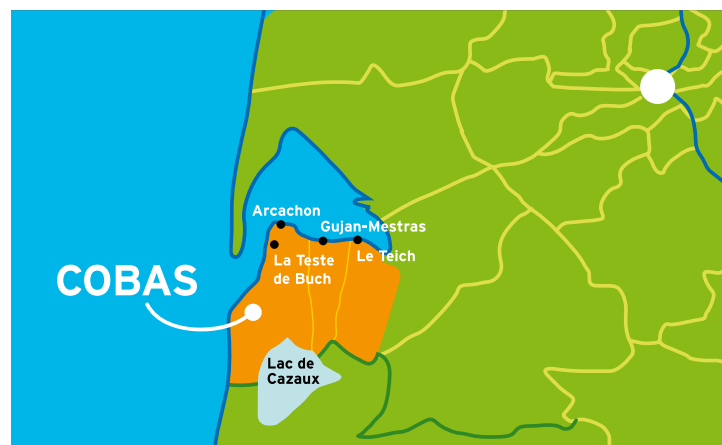 Arcachon
Gujan-Mestras
La Teste
de Buch
Le Teich
COBAS
Lac de
Cazaux